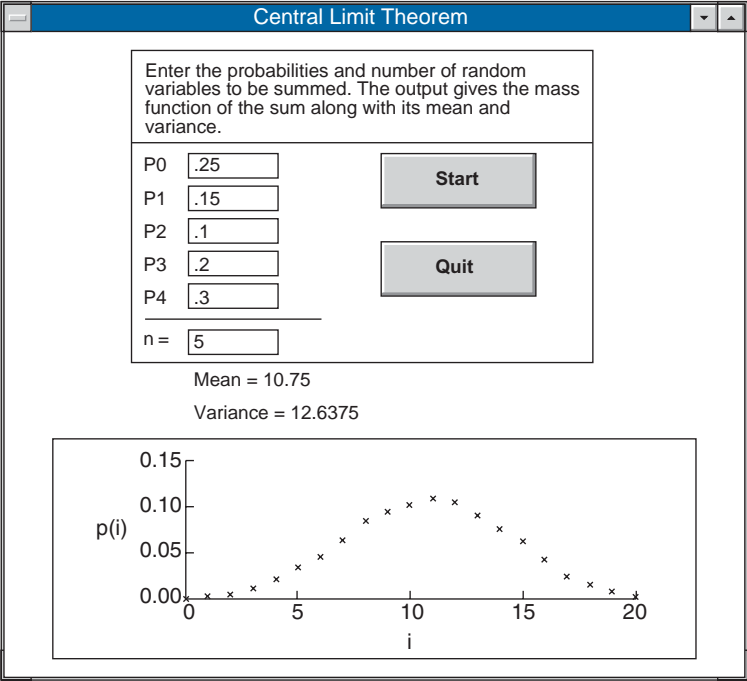 Central Limit Theorem
Enter the probabilities and number of random
variables to be summed. The output gives the mass
function of the sum along with its mean and
variance.
P0 .25
Start
P1 .15
P2 .1
P3 .2
Quit
P4 .3
n = 5
Mean = 10.75
Variance = 12.6375
0.15
0.10
p(i)
0.05
0.00
0 5 10 15 20
i